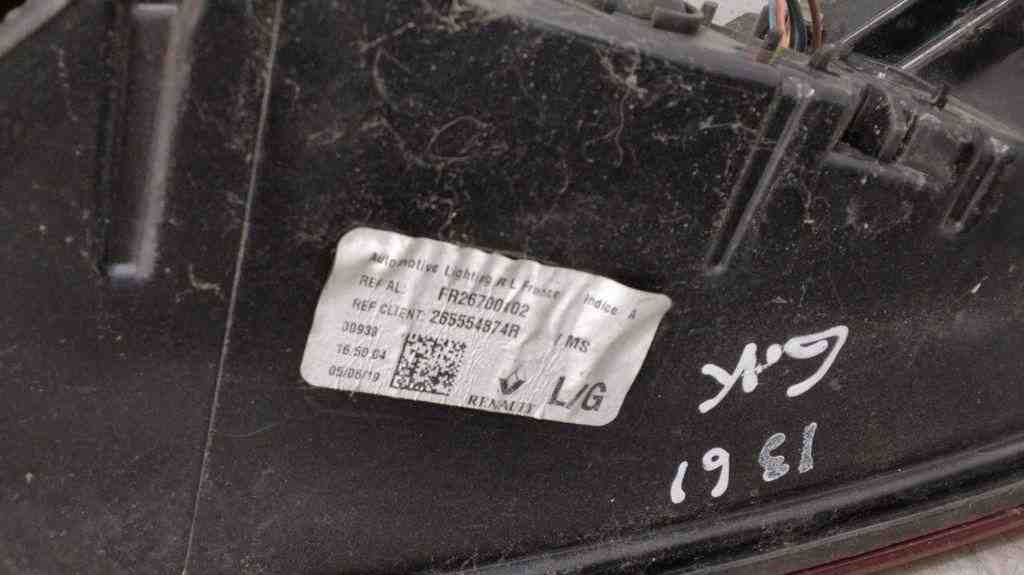 Automotive Lighting R L France Indice A
REF AL: FR26700102
REF CLIENT: 265554874R / MS
00938
16:50:04
05/06/19
RENAULT
L/G
1361